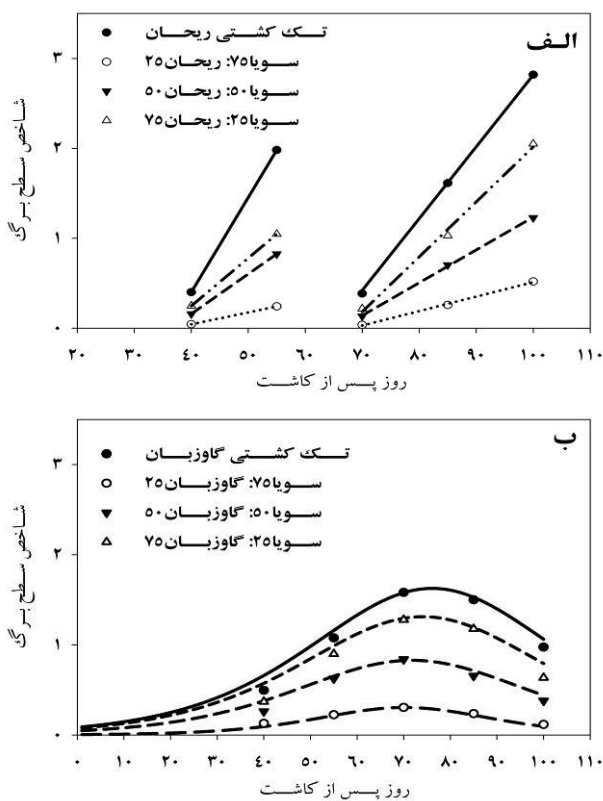 الف
تک کشتی ریحان
سویا۷۵: ریحان۲۵
سویا۵۰: ریحان۵۰
سویا۲۵: ریحان۷۵
شاخص سطح برگ
۳
۲
۱
۰
۲۰ ۳۰ ۴۰ ۵۰ ۶۰ ۷۰ ۸۰ ۹۰ ۱۰۰ ۱۱۰
روز پس از کاشت
ب
تک کشتی گاوزبان
سویا۷۵: گاوزبان۲۵
سویا۵۰: گاوزبان۵۰
سویا۲۵: گاوزبان۷۵
شاخص سطح برگ
۳
۲
۱
۰
۰ ۱۰ ۲۰ ۳۰ ۴۰ ۵۰ ۶۰ ۷۰ ۸۰ ۹۰ ۱۰۰ ۱۱۰
روز پس از کاشت